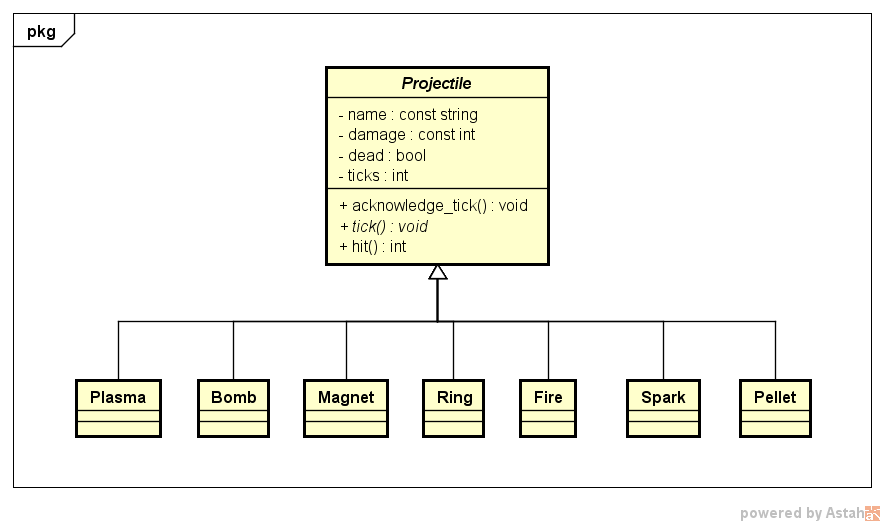 pkg
Projectile
- name : const string
- damage : const int
- dead : bool
- ticks : int
+ acknowledge_tick() : void
+ tick() : void
+ hit() : int
Plasma
Bomb
Magnet
Ring
Fire
Spark
Pellet
powered by Astah